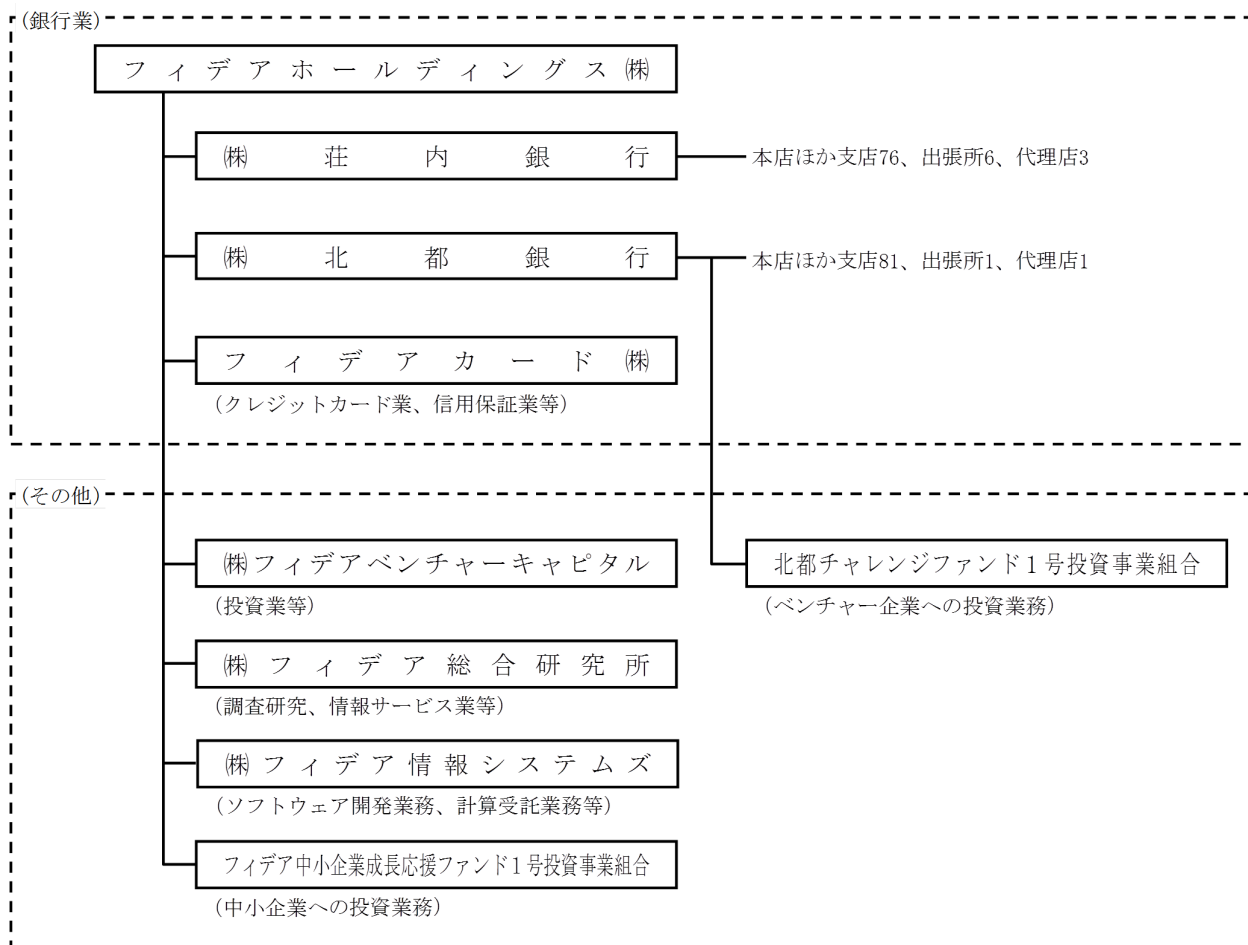 (銀行業)
フィデアホールディングス㈱
㈱荘内銀行
本店ほか支店76、出張所6、代理店3
㈱北都銀行
本店ほか支店81、出張所1、代理店1
フィデアカード㈱
(クレジットカード業、信用保証業等)
(その他)
㈱フィデアベンチャーキャピタル
(投資業等)
北都チャレンジファンド1号投資事業組合
(ベンチャー企業への投資業務)
㈱フィデア総合研究所
(調査研究、情報サービス業等)
㈱フィデア情報システムズ
(ソフトウェア開発業務、計算受託業務等)
フィデア中小企業成長応援ファンド1号投資事業組合
(中小企業への投資業務)